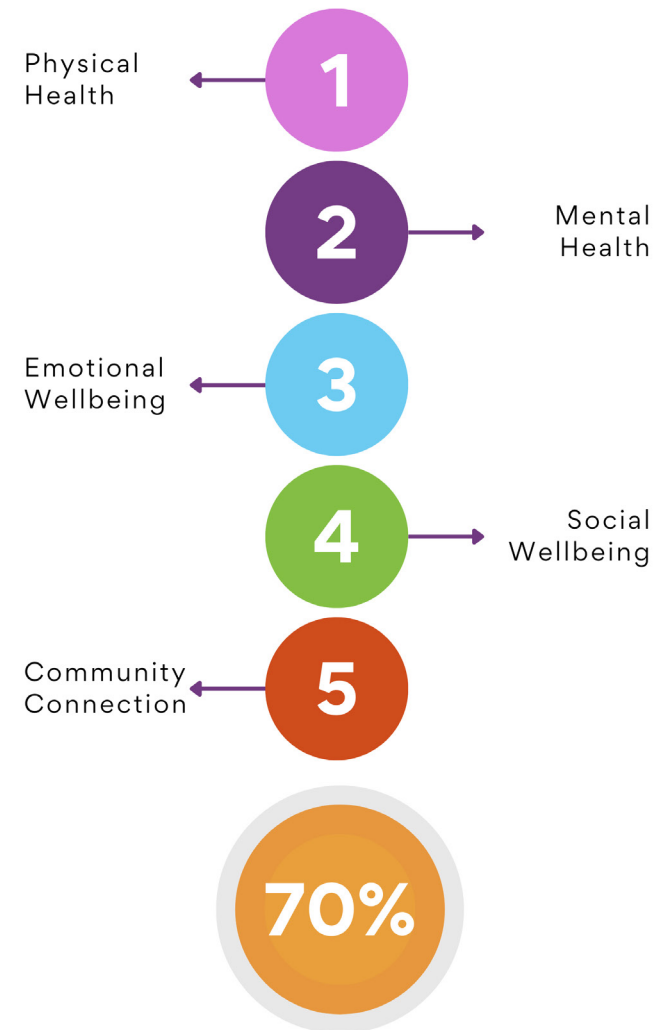 Physical
Health
1
2
Mental
Health
Emotional
Wellbeing
3
4
Social
Wellbeing
Community
Connection
5
70%